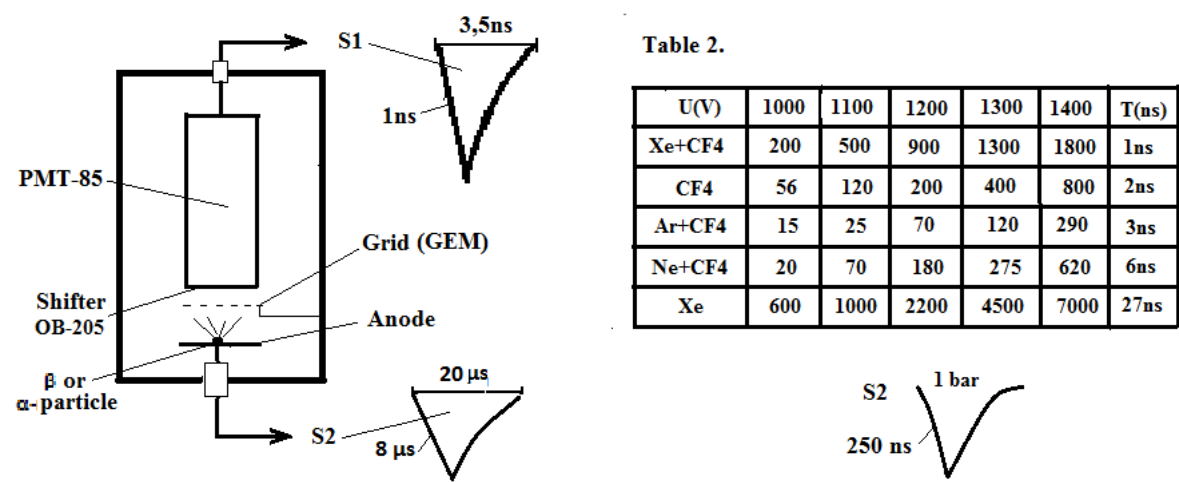 3,5ns
S1
1ns
PMT-85
Grid (GEM)
Shifter
OB-205
Anode
β or
α-particle
20 μs
S2
8 μs
Table 2.
U(V) 1000 1100 1200 1300 1400 T(ns)
Xe+CF4 200 500 900 1300 1800 1ns
CF4 56 120 200 400 800 2ns
Ar+CF4 15 25 70 120 290 3ns
Ne+CF4 20 70 180 275 620 6ns
Xe 600 1000 2200 4500 7000 27ns
S2 1 bar
250 ns